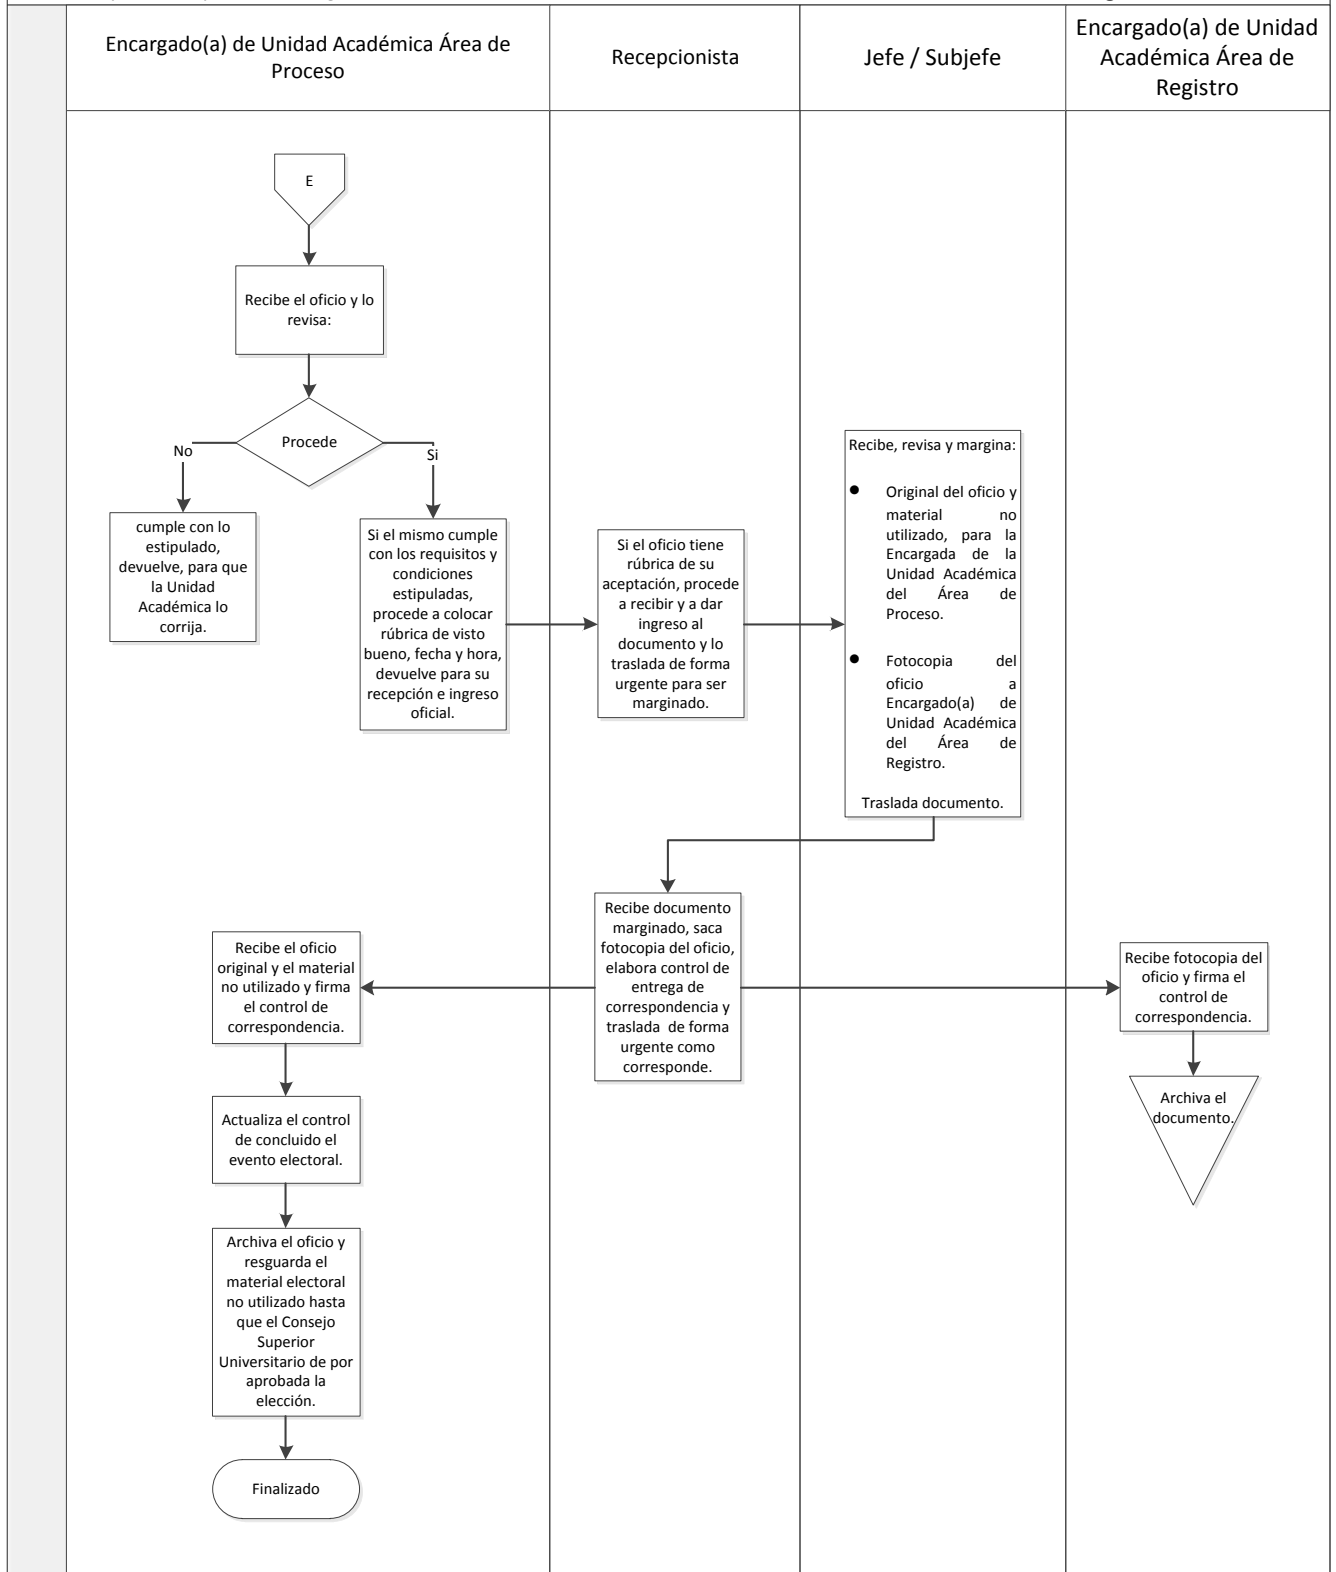 Encargado(a) de Unidad Académica Área de
Proceso
Recepcionista
Jefe / Subjefe
Encargado(a) de Unidad
Académica Área de
Registro
E
Recibe el oficio y lo
revisa:
Procede
No
Si
cumple con lo
estipulado,
devuelve, para que
la Unidad
Académica lo
corrija.
Si el mismo cumple
con los requisitos y
condiciones
estipuladas,
procede a colocar
rúbrica de visto
bueno, fecha y hora,
devuelve para su
recepción e ingreso
oficial.
Si el oficio tiene
rúbrica de su
aceptación, procede
a recibir y a dar
ingreso al
documento y lo
traslada de forma
urgente para ser
marginado.
Recibe, revisa y margina:
● Original del oficio y
material no
utilizado, para la
Encargada de la
Unidad Académica
del Área de
Proceso.
● Fotocopia del
oficio a
Encargado(a) de
Unidad Académica
del Área de
Registro.
Traslada documento.
Recibe documento
marginado, saca
fotocopia del oficio,
elabora control de
entrega de
correspondencia y
traslada de forma
urgente como
corresponde.
Recibe el oficio
original y el material
no utilizado y firma
el control de
correspondencia.
Recibe fotocopia del
oficio y firma el
control de
correspondencia.
Archiva el
documento.
Actualiza el control
de concluido el
evento electoral.
Archiva el oficio y
resguarda el
material electoral
no utilizado hasta
que el Consejo
Superior
Universitario de por
aprobada la
elección.
Finalizado